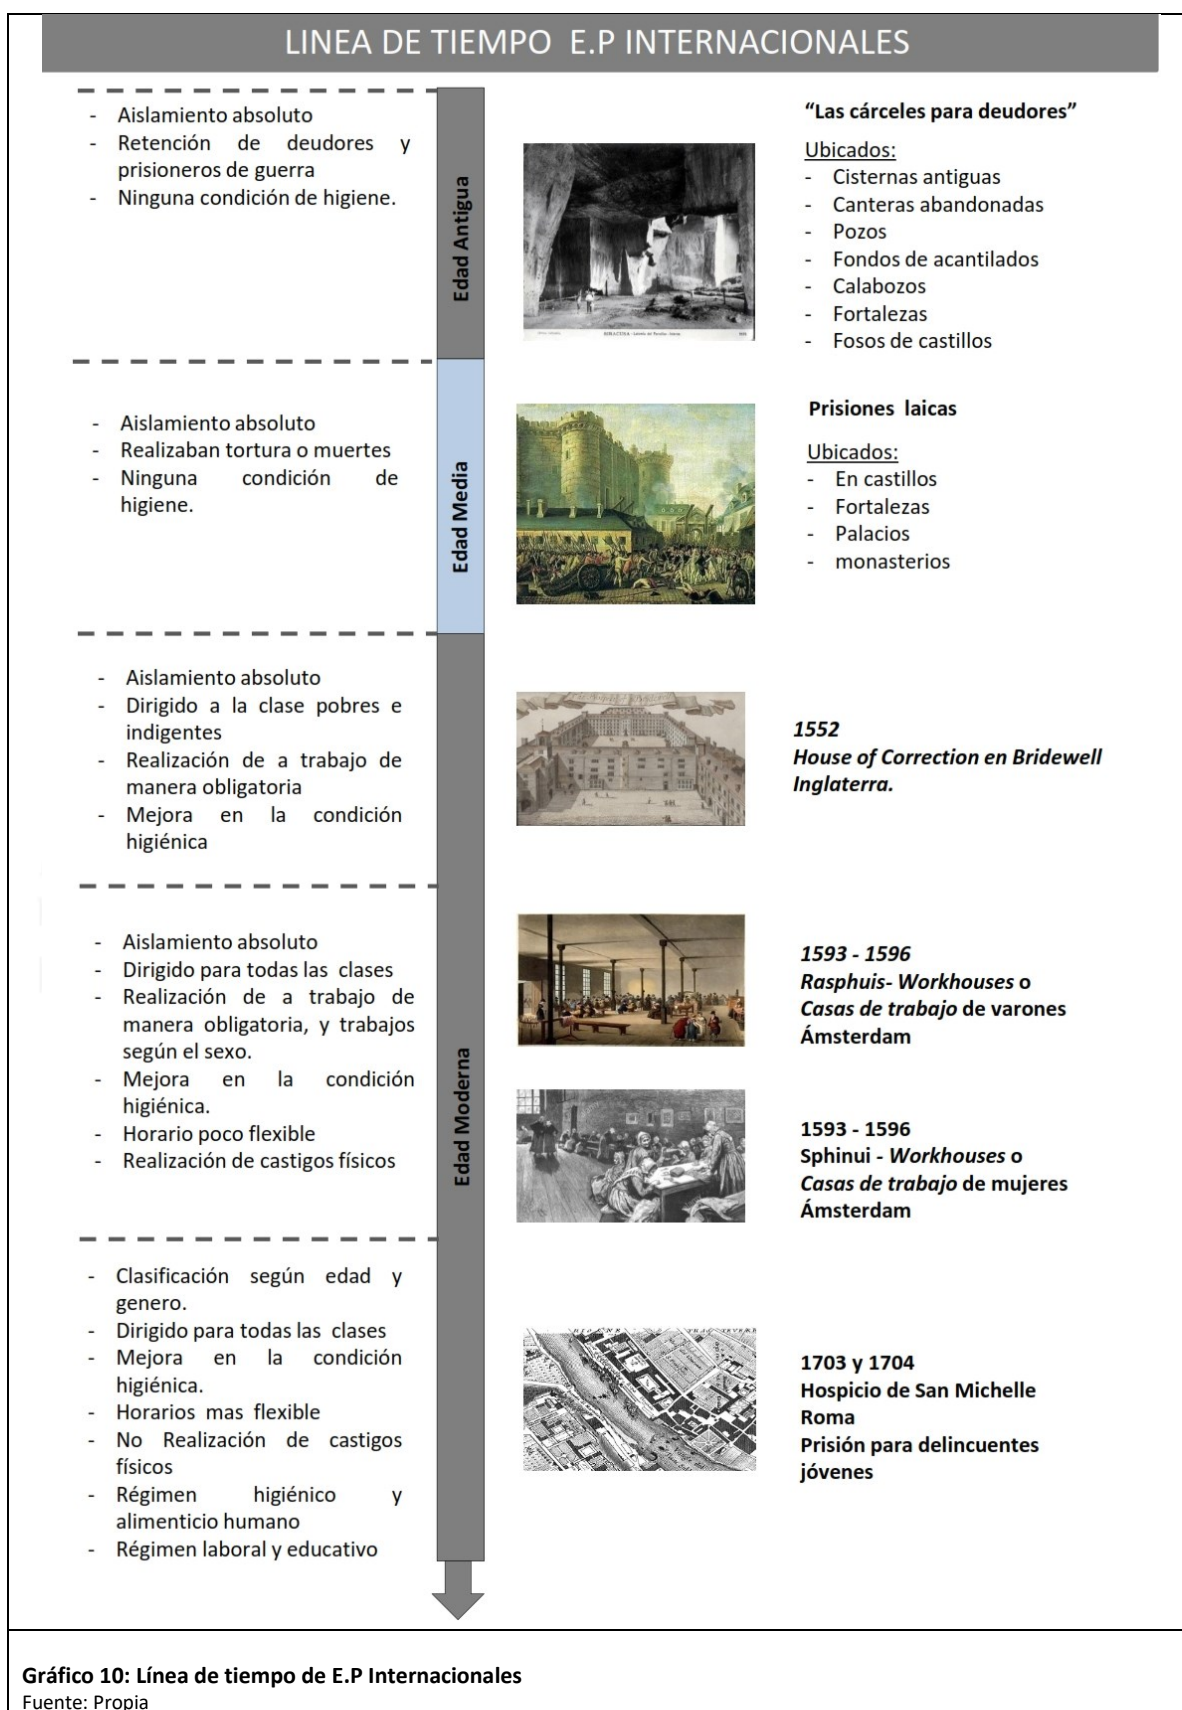 LINEA DE TIEMPO E.P INTERNACIONALES
- Aislamiento absoluto
- Retención de deudores y
prisioneros de guerra
- Ninguna condición de higiene.
Edad Antigua
"Las cárceles para deudores"
Ubicados:
- Cisternas antiguas
- Canteras abandonadas
- Pozos
- Fondos de acantilados
- Calabozos
- Fortalezas
- Fosos de castillos
- Aislamiento absoluto
- Realizaban tortura o muertes
- Ninguna condición de
higiene.
Edad Media
Prisiones laicas
Ubicados:
- En castillos
- Fortalezas
- Palacios
- monasterios
- Aislamiento absoluto
- Dirigido a la clase pobres e
indigentes
- Realización de a trabajo de
manera obligatoria
- Mejora en la condición
higiénica
1552
House of Correction en Bridewell
Inglaterra.
- Aislamiento absoluto
- Dirigido para todas las clases
- Realización de a trabajo de
manera obligatoria, y trabajos
según el sexo.
- Mejora en la condición
higiénica.
- Horario poco flexible
- Realización de castigos físicos
Edad Moderna
1593 - 1596
Rasphuis- Workhouses o
Casas de trabajo de varones
Ámsterdam
1593 - 1596
Sphinui - Workhouses o
Casas de trabajo de mujeres
Ámsterdam
- Clasificación según edad y
genero.
- Dirigido para todas las clases
- Mejora en la condición
higiénica.
- Horarios mas flexible
- No Realización de castigos
físicos
- Régimen higiénico y
alimenticio humano
- Régimen laboral y educativo
1703 y 1704
Hospicio de San Michelle
Roma
Prisión para delincuentes
jóvenes
Gráfico 10: Línea de tiempo de E.P Internacionales
Fuente: Propia